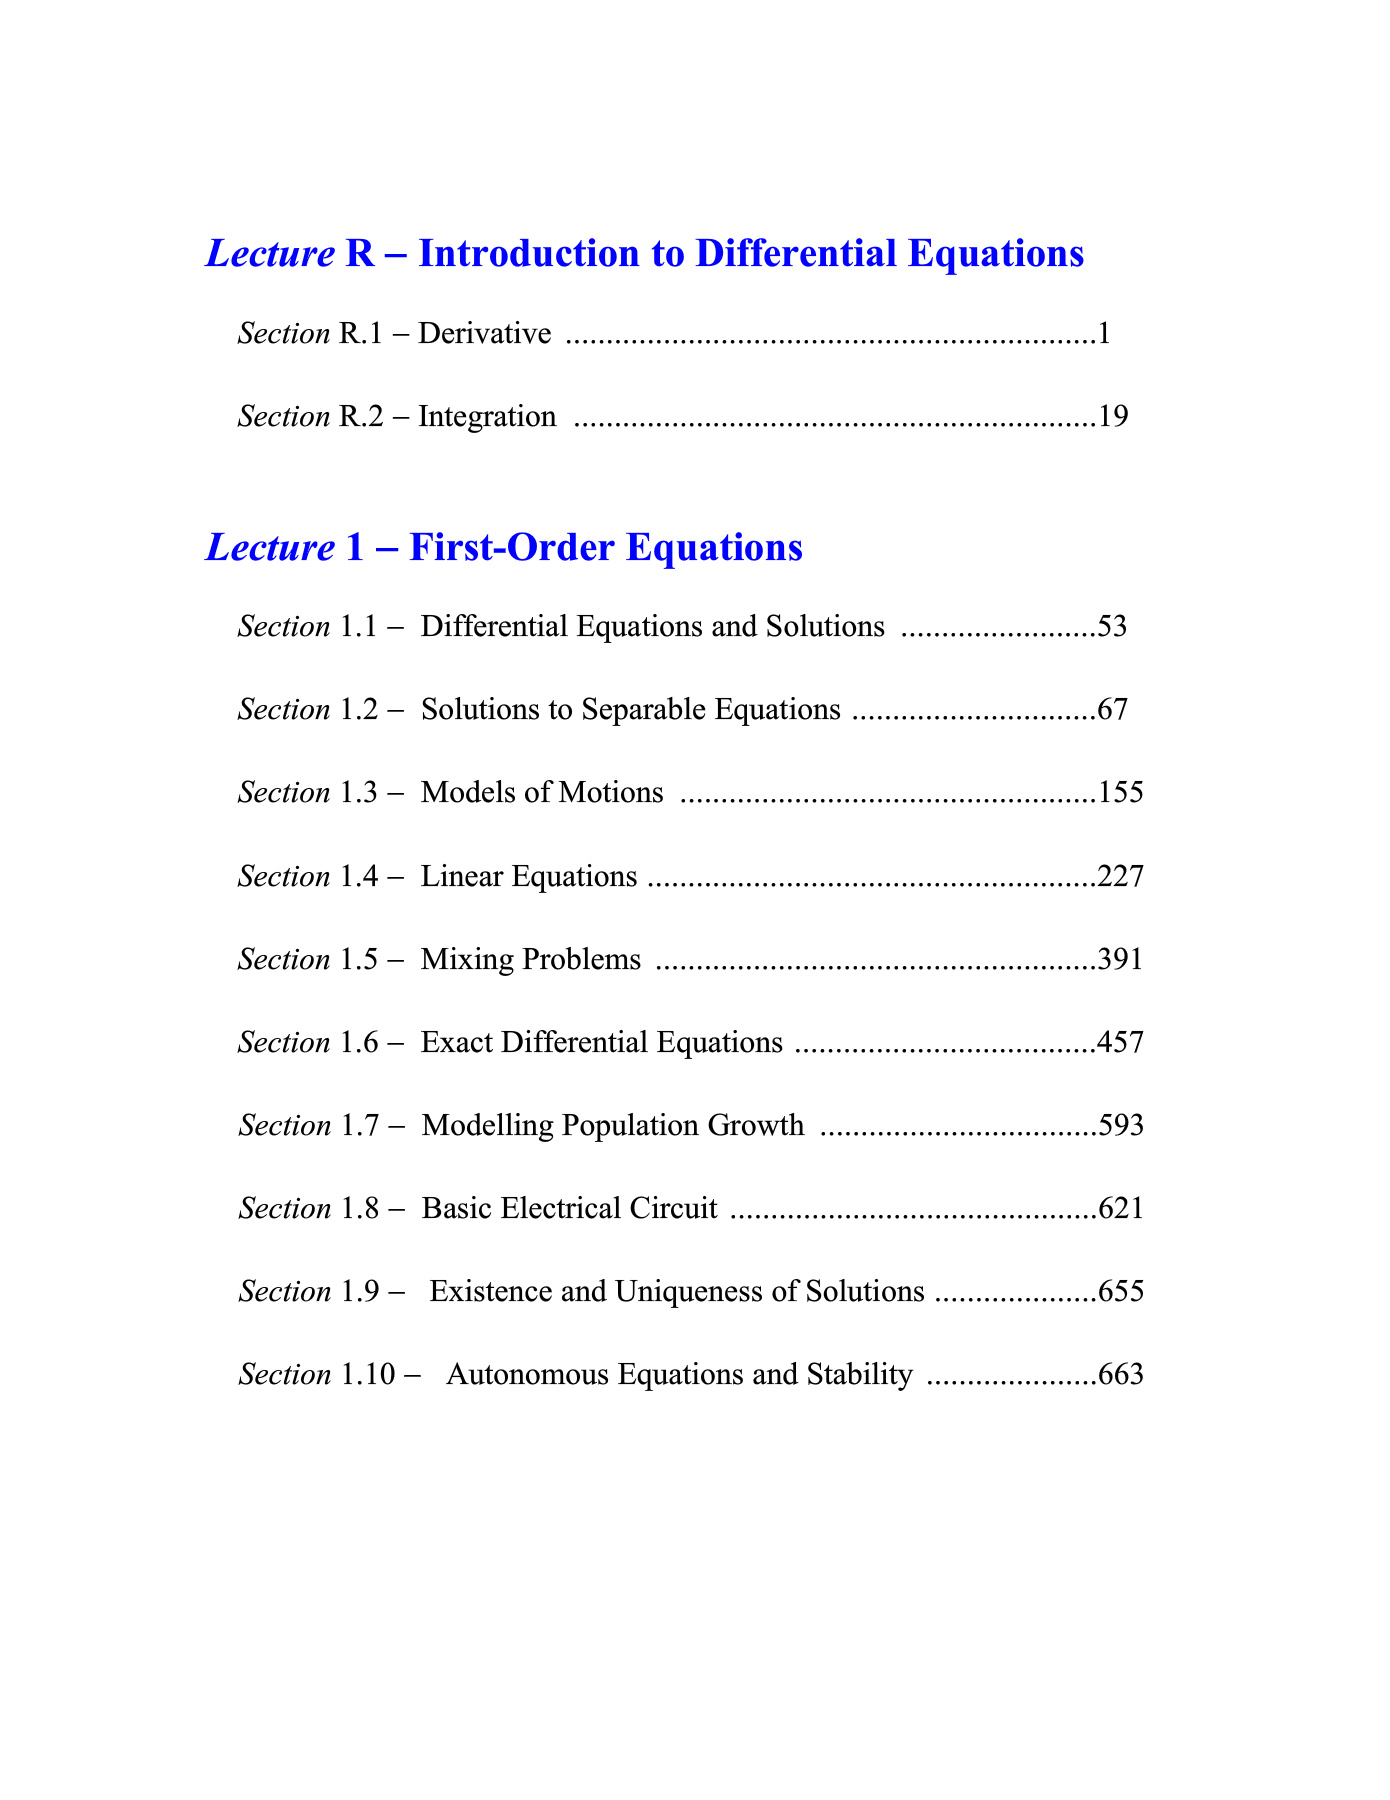 Lecture R – Introduction to Differential Equations
Section R.1 – Derivative .................................................................1
Section R.2 – Integration ................................................................19
Lecture 1 – First-Order Equations
Section 1.1 – Differential Equations and Solutions ........................53
Section 1.2 – Solutions to Separable Equations ..............................67
Section 1.3 – Models of Motions ...................................................155
Section 1.4 – Linear Equations .......................................................227
Section 1.5 – Mixing Problems ......................................................391
Section 1.6 – Exact Differential Equations .....................................457
Section 1.7 – Modelling Population Growth ..................................593
Section 1.8 – Basic Electrical Circuit .............................................621
Section 1.9 – Existence and Uniqueness of Solutions ....................655
Section 1.10 – Autonomous Equations and Stability .....................663